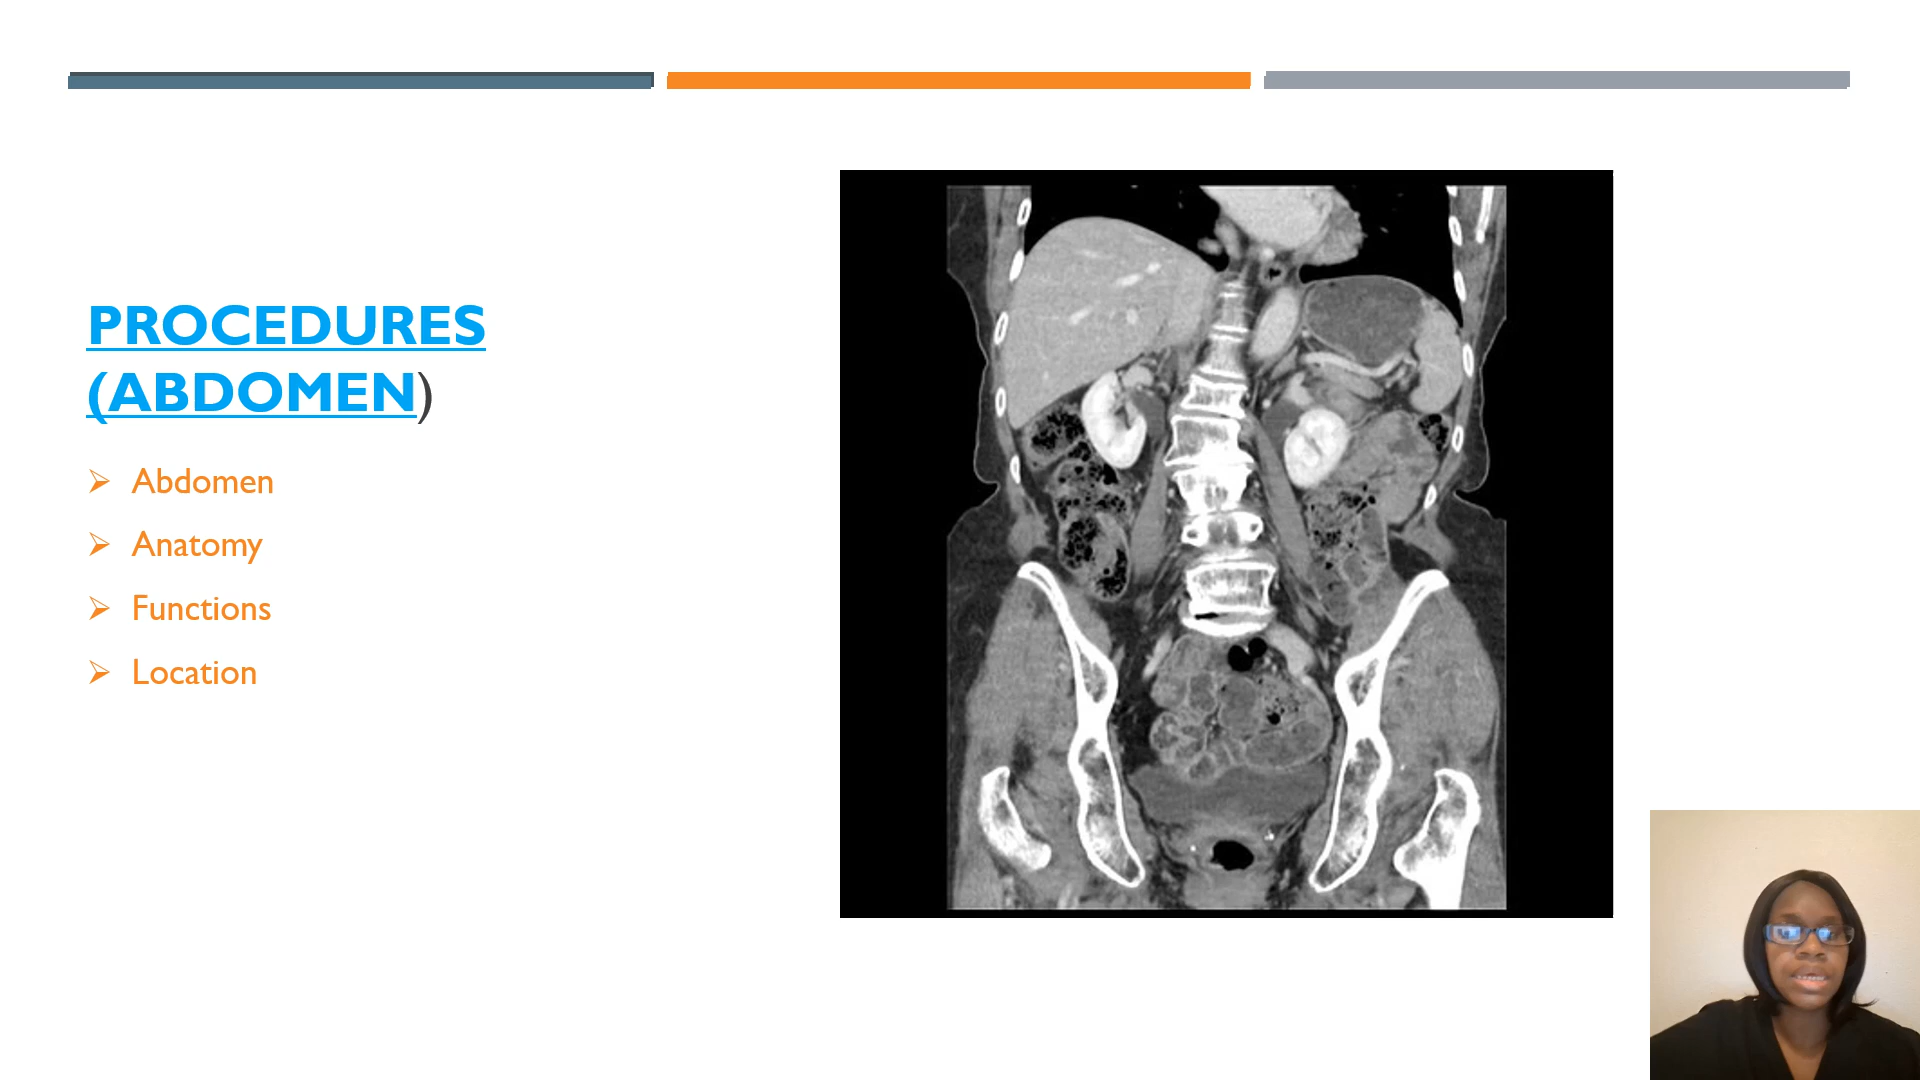 PROCEDURES
(ABDOMEN)
Abdomen
Anatomy
Functions
Location